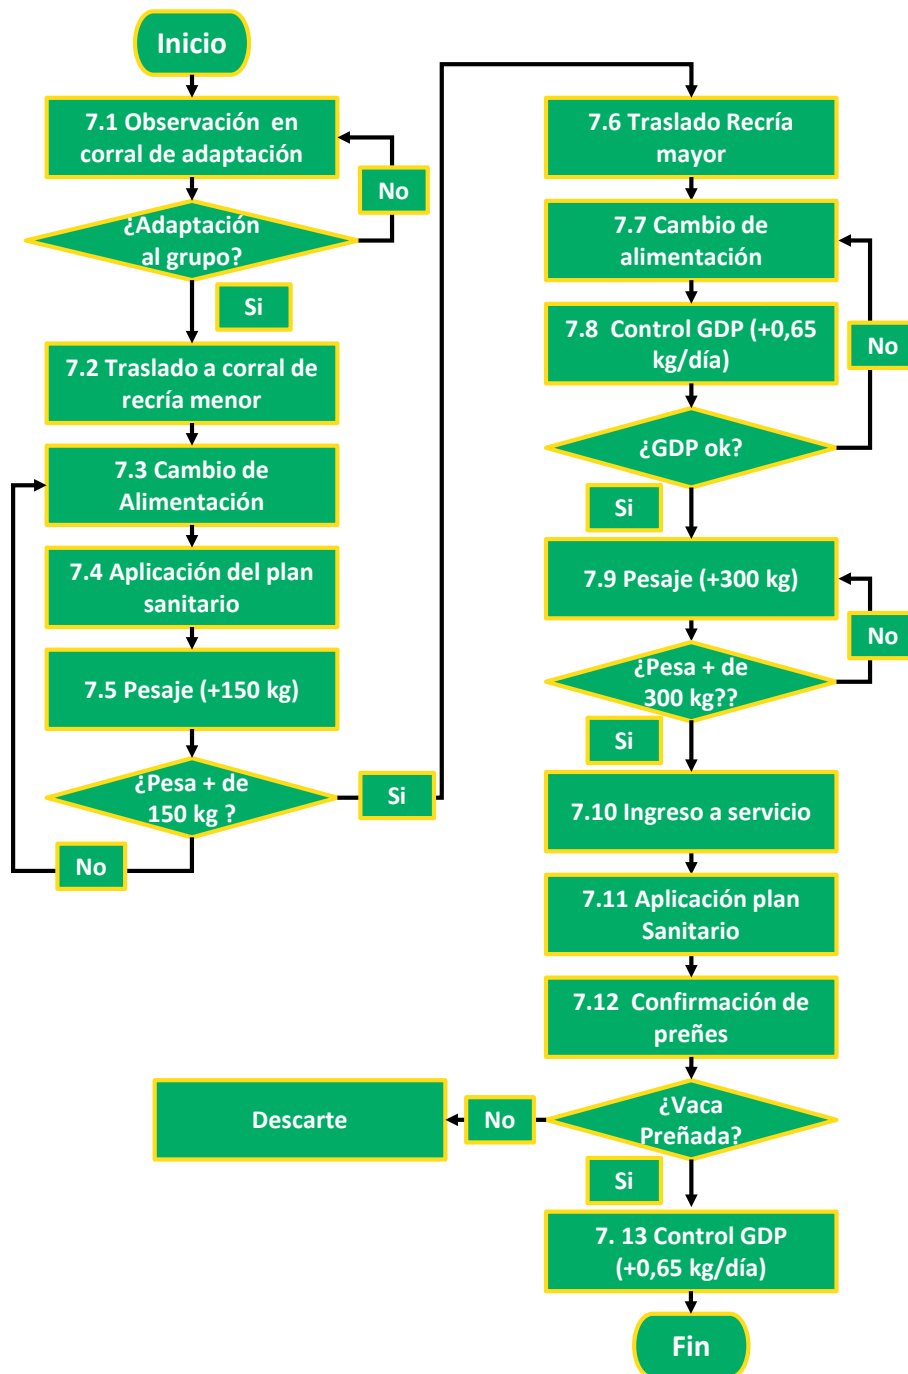 Inicio
7.1 Observación en
corral de adaptación
No
¿Adaptación
al grupo?
Si
7.2 Traslado a corral de
recría menor
7.3 Cambio de
Alimentación
7.4 Aplicación del plan
sanitario
7.5 Pesaje (+150 kg)
¿Pesa + de
150 kg ?
Si
No
7.6 Traslado Recría
mayor
7.7 Cambio de
alimentación
7.8 Control GDP (+0,65
kg/día)
No
¿GDP ok?
Si
7.9 Pesaje (+300 kg)
No
¿Pesa + de
300 kg??
Si
7.10 Ingreso a servicio
7.11 Aplicación plan
Sanitario
7.12 Confirmación de
preñes
¿Vaca
Preñada?
No
Descarte
Si
7. 13 Control GDP
(+0,65 kg/día)
Fin